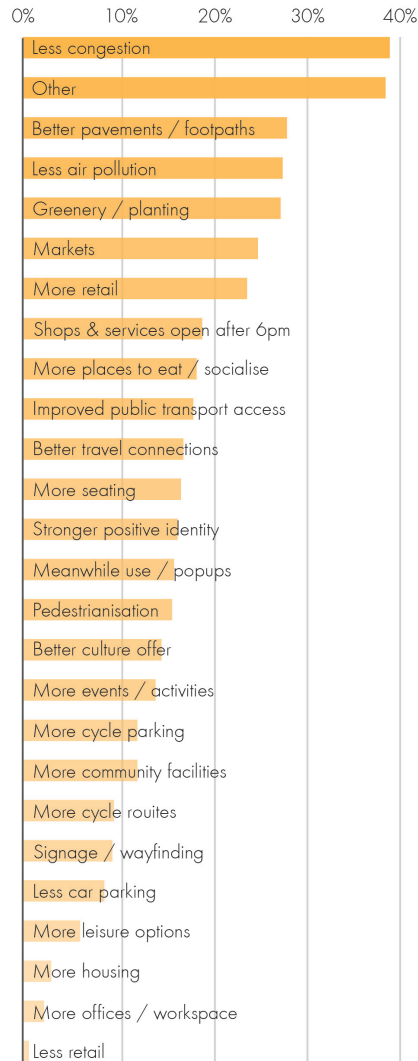 0% 10% 20% 30% 40%
Less congestion
Other
Better pavements / footpaths
Less air pollution
Greenery / planting
Markets
More retail
Shops & services open after 6pm
More places to eat / socialise
Improved public transport access
Better travel connections
More seating
Stronger positive identity
Meanwhile use / popups
Pedestrianisation
Better culture offer
More events / activities
More cycle parking
More community facilities
More cycle rouites
Signage / wayfinding
Less car parking
More leisure options
More housing
More offices / workspace
Less retail